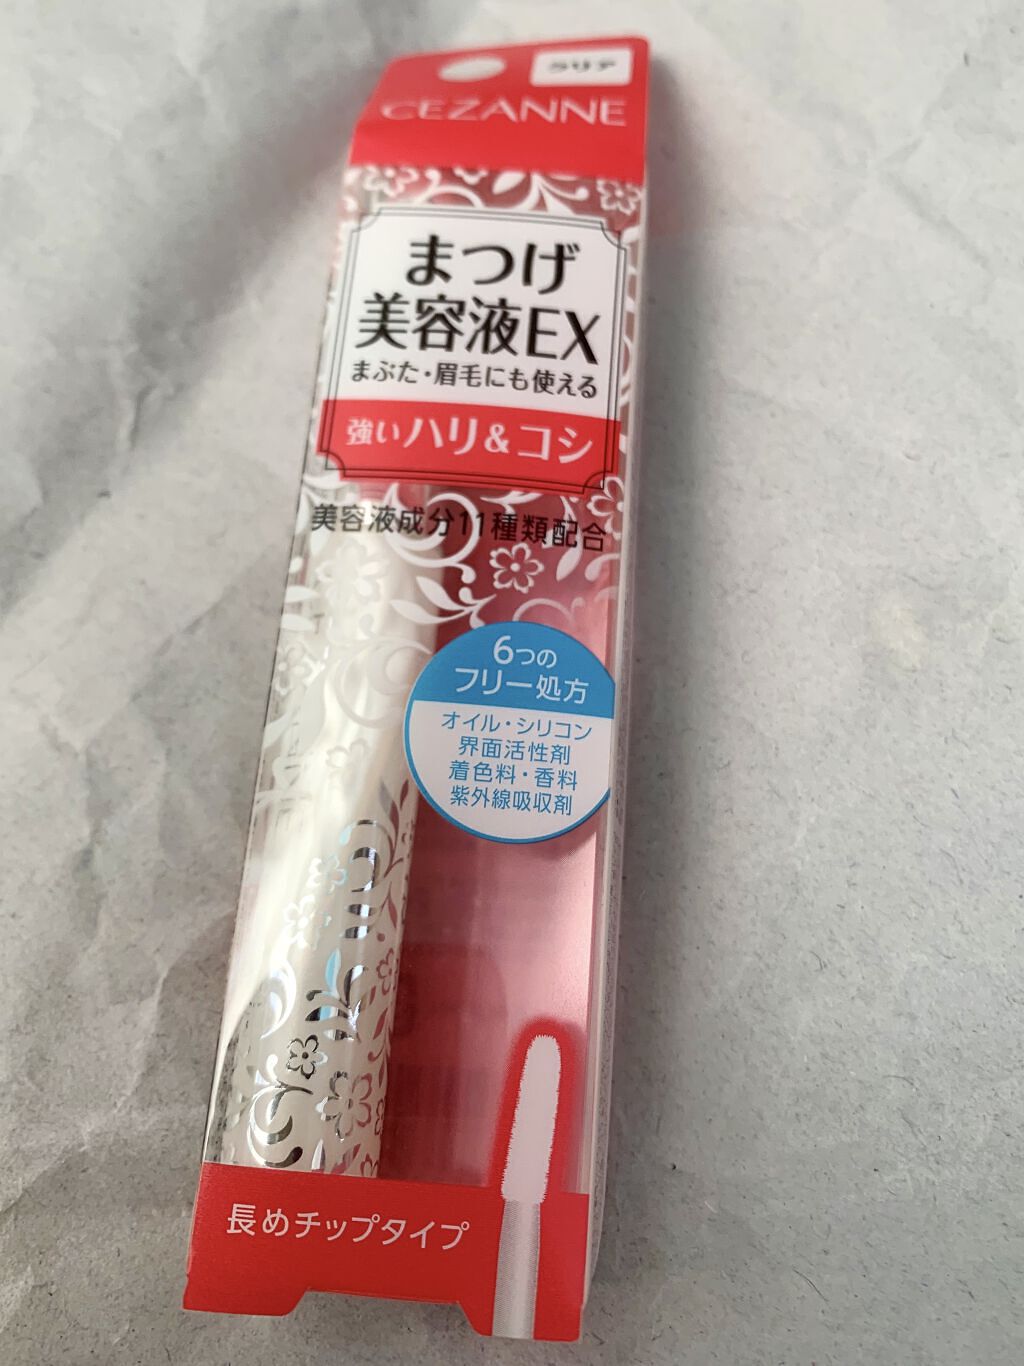 クリア
CEZANNE
まつげ
美容液EX
まぶた・眉毛にも使える
強いハリ&コシ
美容液成分11種類配合
6つの
フリー処方
オイル・シリコン
界面活性剤
着色料・香料
紫外線吸収剤
長めチップタイプ